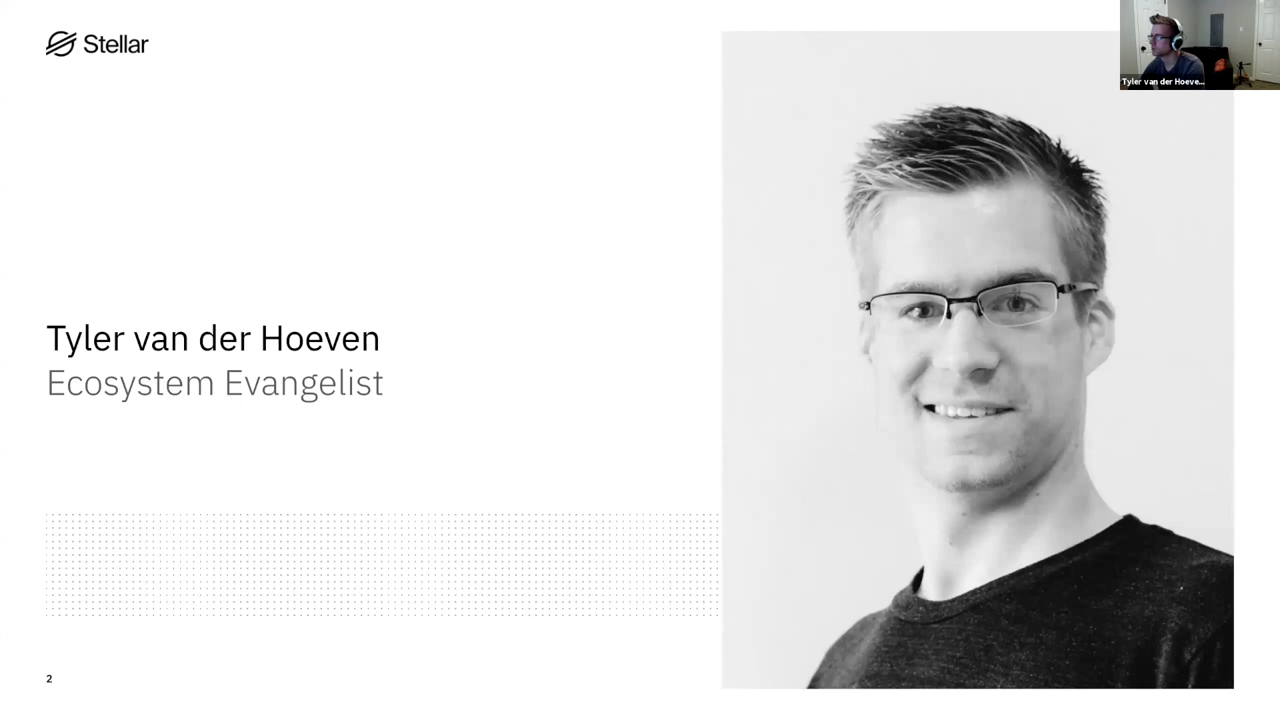 Stellar
Tyler van der Hoeve...
Tyler van der Hoeven
Ecosystem Evangelist
2